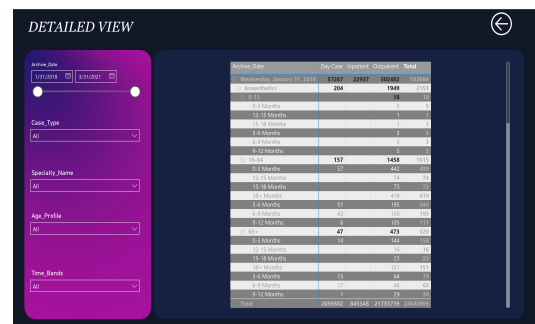 DETAILED VIEW
Archive_Date
1/31/2018 3/31/2021
Case_Type
All
Specialty_Name
All
Age_Profile
All
Time_Bands
All
Archive_Date Day Case Inpatient Outpatient Total
Wednesday, January 31, 2018 57267 22937 502482 582686
Anaesthetics 204 1949 2153
0-15 18 18
0-3 Months 5 5
12-15 Months 1 1
15-18 Months 1 1
3-6 Months 3 3
6-9 Months 3 3
9-12 Months 5 5
16-64 157 1458 1615
0-3 Months 57 442 499
12-15 Months 74 74
15-18 Months 73 73
18+ Months 419 419
3-6 Months 51 195 246
6-9 Months 43 150 193
9-12 Months 6 105 111
65+ 47 473 520
0-3 Months 14 144 158
12-15 Months 16 16
15-18 Months 23 23
18+ Months 151 151
3-6 Months 15 64 79
6-9 Months 17 46 63
9-12 Months 1 29 30
Total 2059882 845348 21735739 24640969